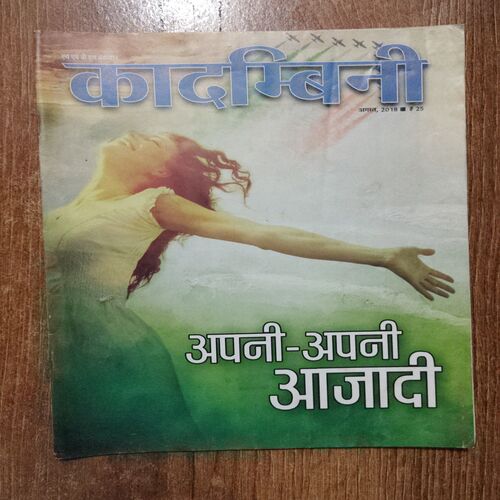 कादम्बिनी
अगस्त, 2018 ■ ₹ 25
अपनी-अपनी
आजादी